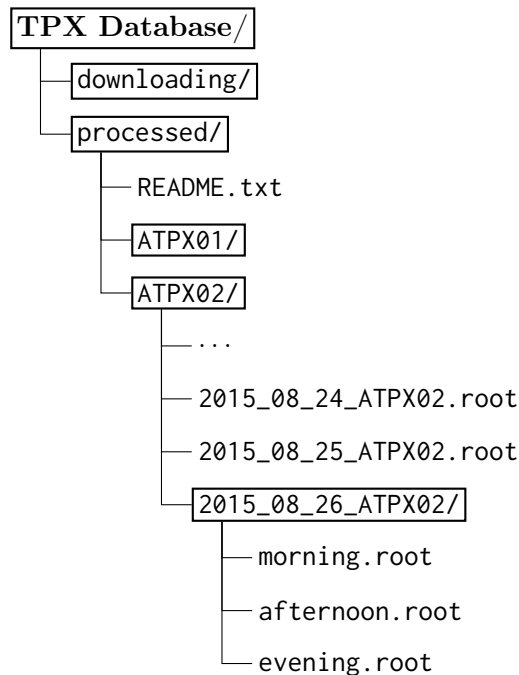 TPX Database/
downloading/
processed/
README.txt
ATPX01/
ATPX02/
...
2015_08_24_ATPX02.root
2015_08_25_ATPX02.root
2015_08_26_ATPX02/
morning.root
afternoon.root
evening.root